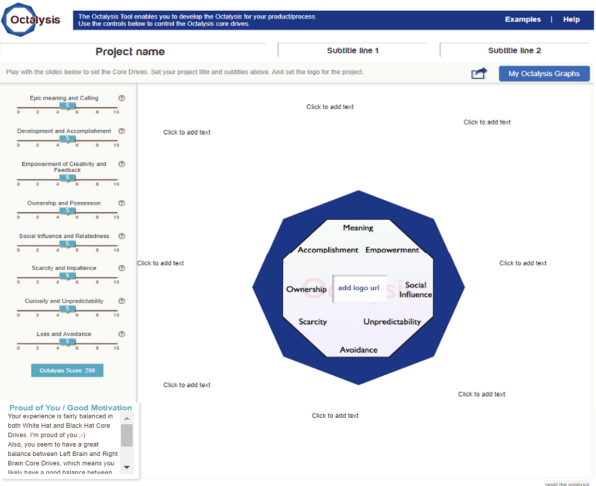 Octalysis
The Octalysis Tool enables you to develop the Octalysis for your product/process.
Use the controls below to control the Octalysis core drives.
Examples | Help
Project name
Subtitle line 1
Subtitle line 2
Play with the slides below to set the Core Drives. Set your project title and subtitles above. And set the logo for the project.
My Octalysis Graphs
Epic meaning and Calling ?
5
0 2 4 6 8 10
Development and Accomplishment ?
5
0 2 4 6 8 10
Empowerment of Creativity and ?
Feedback
5
0 2 4 6 8 10
Ownership and Possession ?
5
0 2 4 6 8 10
Social Influence and Relatedness ?
5
0 2 4 6 8 10
Scarcity and Impatience ?
5
0 2 4 6 8 10
Curiosity and Unpredictability ?
5
0 2 4 6 8 10
Loss and Avoidance ?
5
0 2 4 6 8 10
Octalysis Score: 200
Proud of You / Good Motivation
Your experience is fairly balanced in
both White Hat and Black Hat Core
Drives. I'm proud of you ;-)
Also, you seem to have a great
balance between Left Brain and Right
Brain Core Drives, which means you
likely have a good balance between
Click to add text
Click to add text
Click to add text
Click to add text
Click to add text
Click to add text
Click to add text
Click to add text
Meaning
Accomplishment Empowerment
Ownership
add logo url
Social
Influence
Scarcity
Unpredictability
Avoidance
reset the octalysis